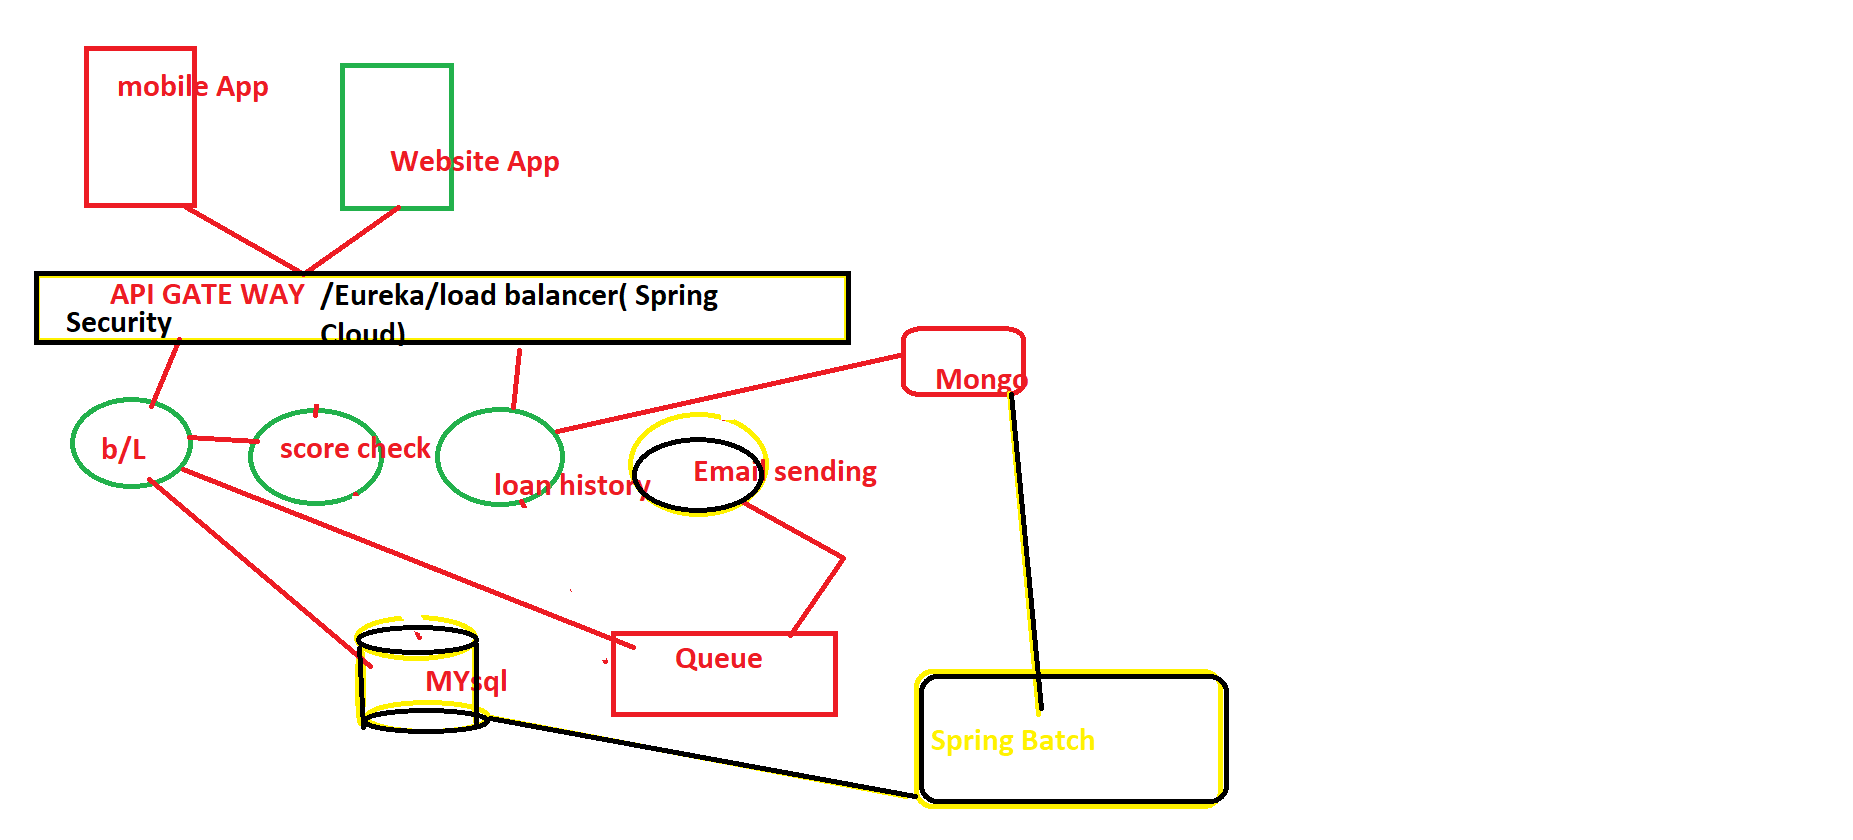 mobile App
Website App
API GATE WAY /Eureka/load balancer( Spring
Security Cloud)
Mongo
b/L
score check
loan history
Email sending
Queue
MYsql
Spring Batch